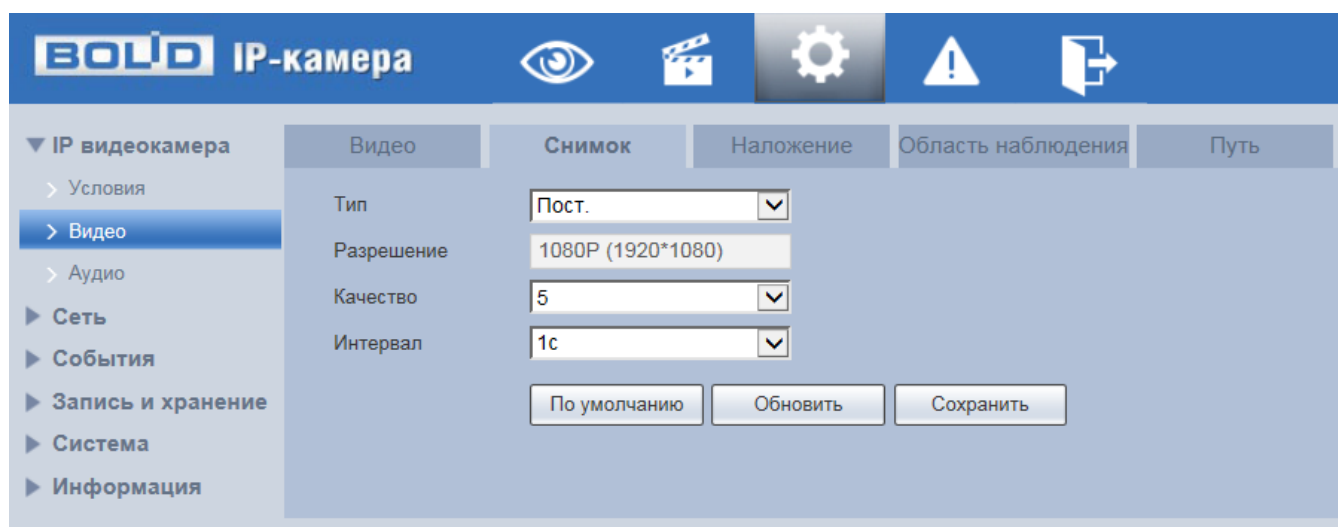 BOLID IP-камера
IP видеокамера
Условия
Видео
Аудио
Сеть
События
Запись и хранение
Система
Информация
Видео Снимок Наложение Область наблюдения Путь
Тип Пост.
Разрешение 1080P (1920*1080)
Качество 5
Интервал 1с
По умолчанию Обновить Сохранить